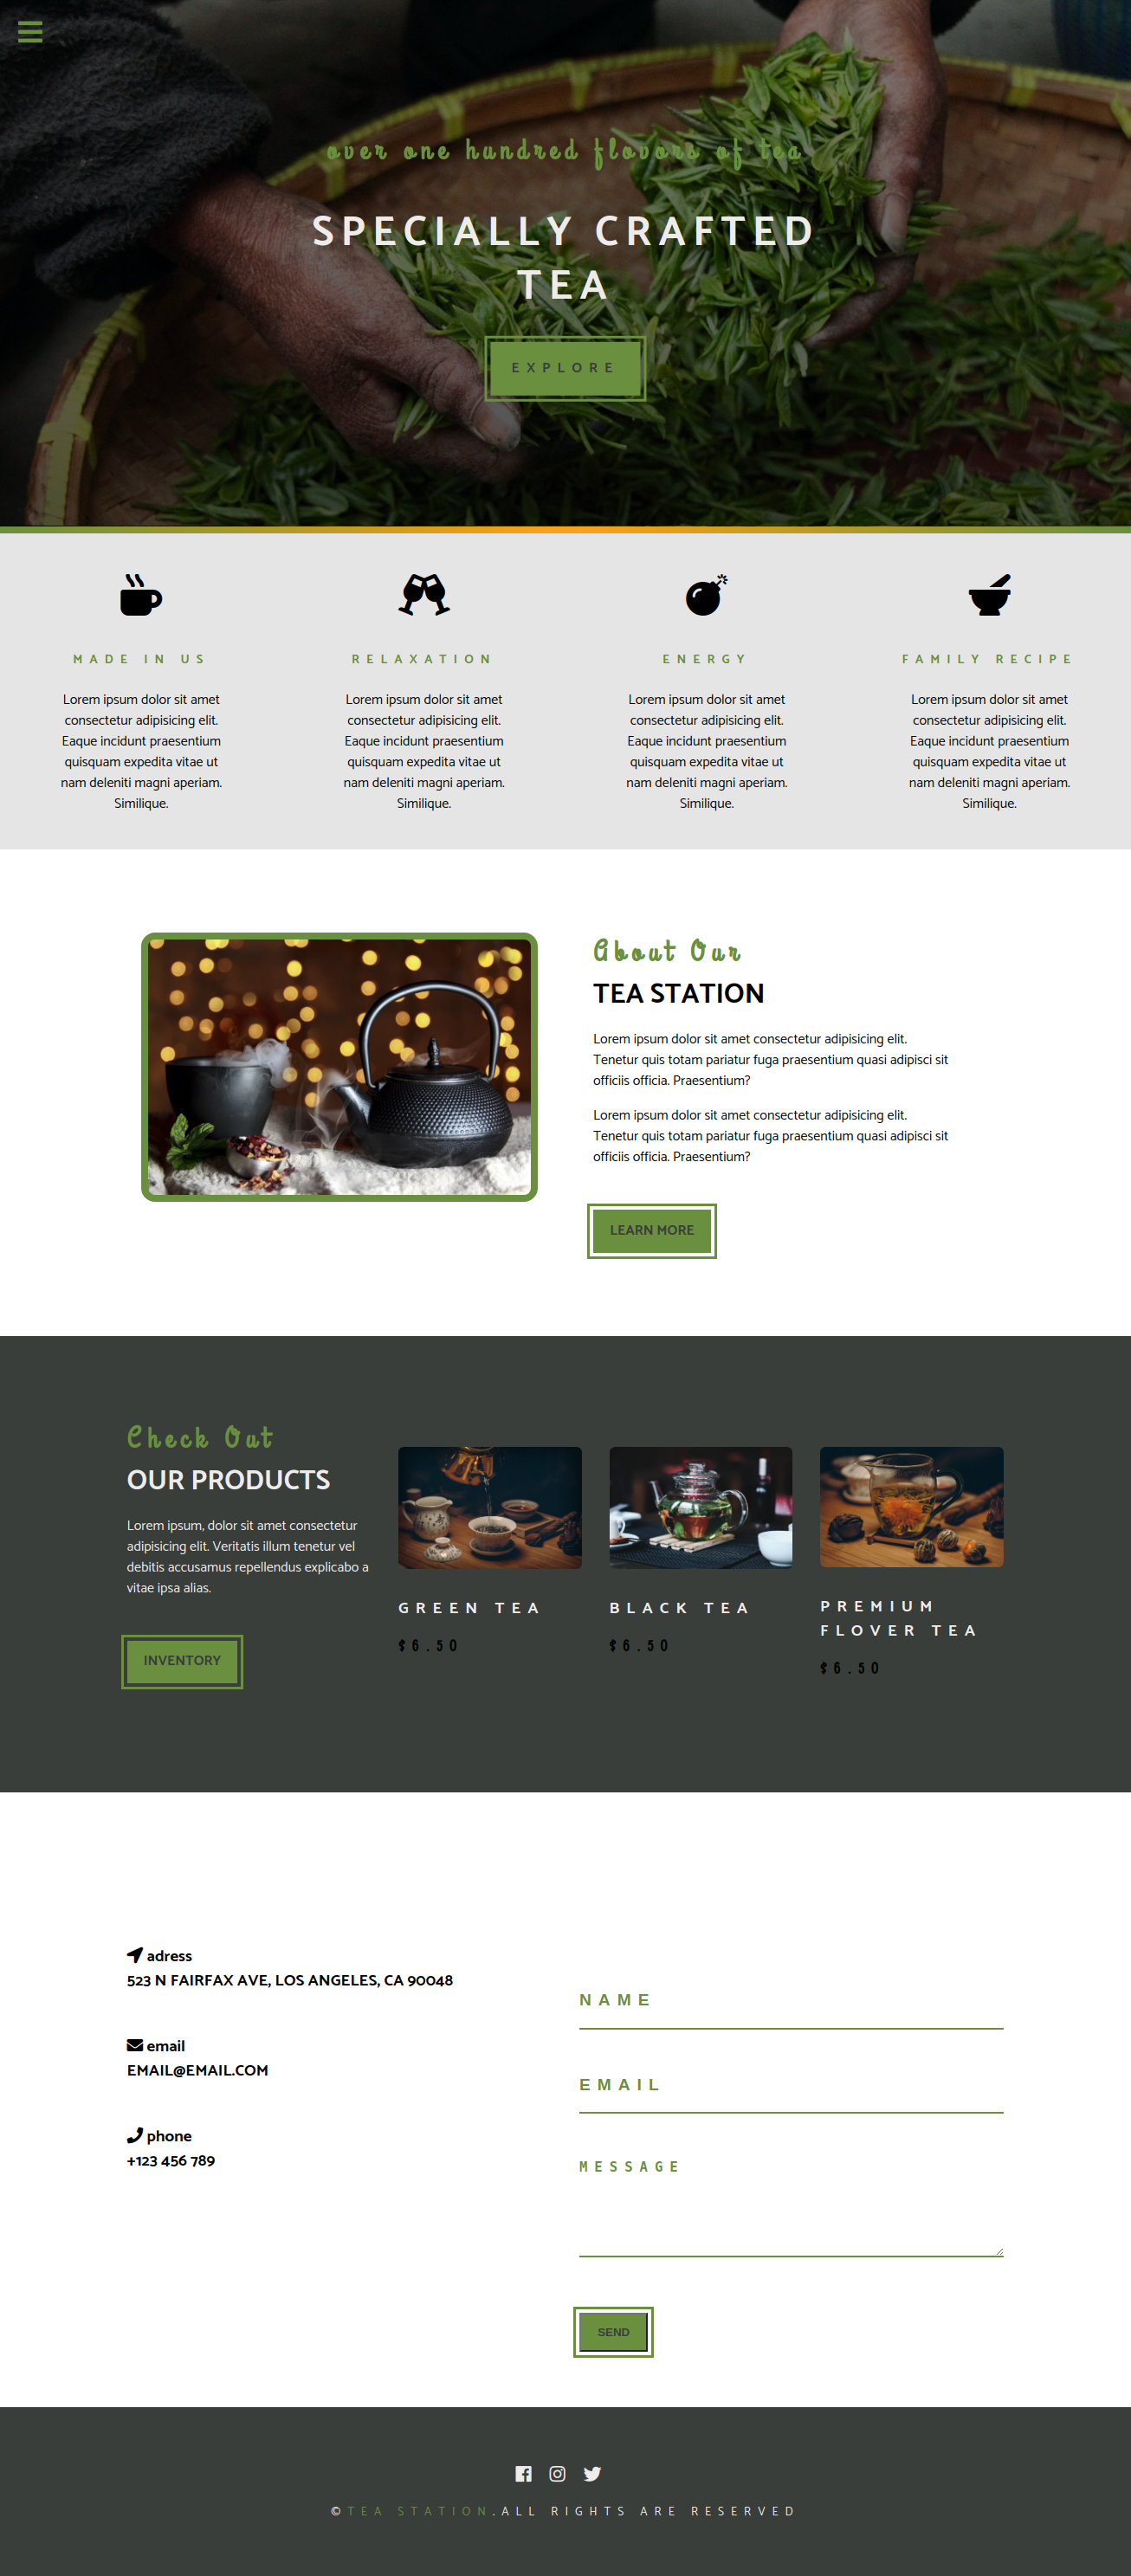 over one hundred flovors of tea
SPECIALLY CRAFTED
TEA
EXPLORE
MADE IN US
Lorem ipsum dolor sit amet
consectetur adipisicing elit.
Eaque incidunt praesentium
quisquam expedita vitae ut
nam deleniti magni aperiam.
Similique.
RELAXATION
Lorem ipsum dolor sit amet
consectetur adipisicing elit.
Eaque incidunt praesentium
quisquam expedita vitae ut
nam deleniti magni aperiam.
Similique.
ENERGY
Lorem ipsum dolor sit amet
consectetur adipisicing elit.
Eaque incidunt praesentium
quisquam expedita vitae ut
nam deleniti magni aperiam.
Similique.
FAMILY RECIPE
Lorem ipsum dolor sit amet
consectetur adipisicing elit.
Eaque incidunt praesentium
quisquam expedita vitae ut
nam deleniti magni aperiam.
Similique.
About Our
TEA STATION
Lorem ipsum dolor sit amet consectetur adipisicing elit.
Tenetur quis totam pariatur fuga praesentium quasi adipisci sit
officiis officia. Praesentium?
Lorem ipsum dolor sit amet consectetur adipisicing elit.
Tenetur quis totam pariatur fuga praesentium quasi adipisci sit
officiis officia. Praesentium?
LEARN MORE
Check Out
OUR PRODUCTS
Lorem ipsum, dolor sit amet consectetur
adipisicing elit. Veritatis illum tenetur vel
debitis accusamus repellendus explicabo a
vitae ipsa alias.
INVENTORY
GREEN TEA
$6.50
BLACK TEA
$6.50
PREMIUM
FLOVER TEA
$6.50
adress
523 N FAIRFAX AVE, LOS ANGELES, CA 90048
email
EMAIL@EMAIL.COM
phone
+123 456 789
NAME
EMAIL
MESSAGE
SEND
©TEA STATION.ALL RIGHTS ARE RESERVED